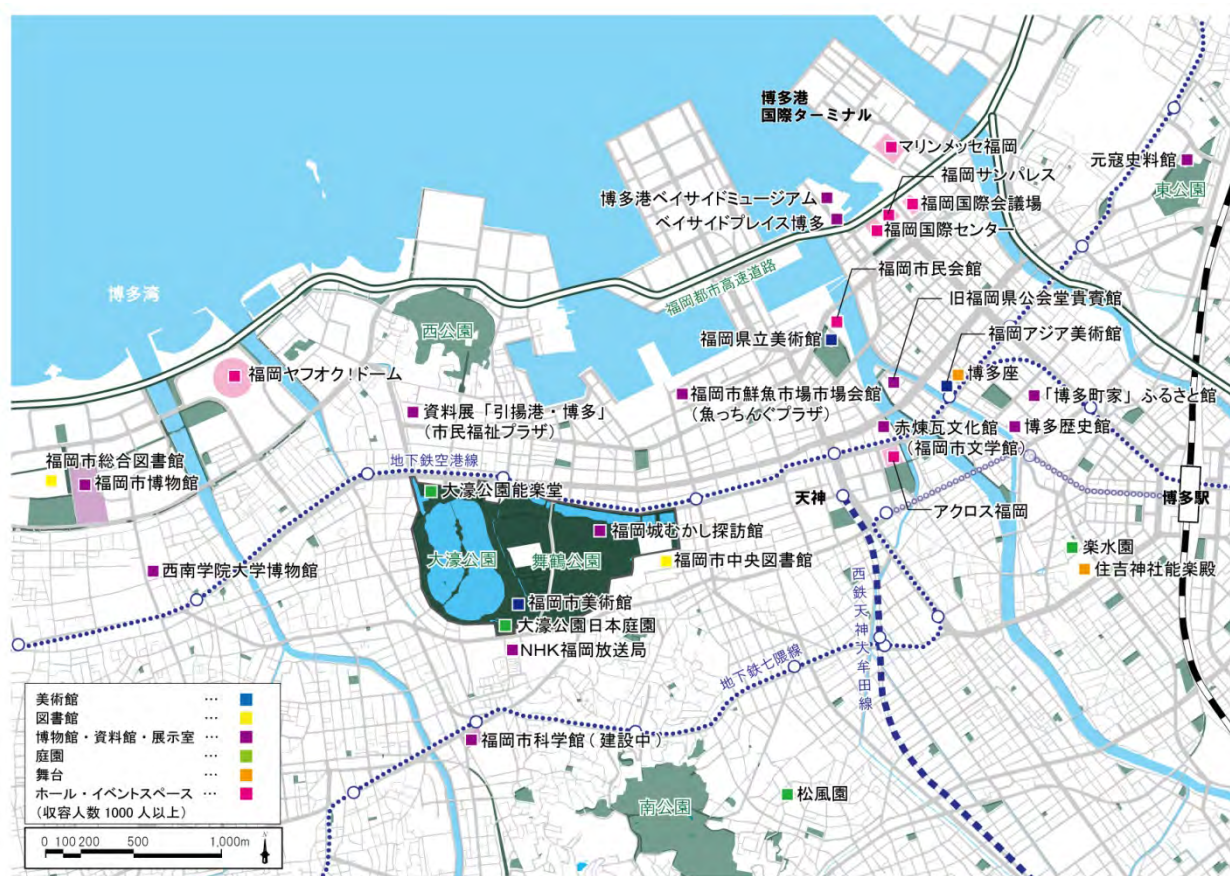 博多港
国際ターミナル
マリンメッセ福岡
元寇史料館
福岡サンパレス
東公園
博多港ベイサイドミュージアム
福岡国際会議場
ベイサイドプレイス博多
福岡国際センター
福岡都市高速道路
福岡市民会館
博多湾
旧福岡県公会堂貴賓館
西公園
福岡県立美術館
福岡アジア美術館
福岡ヤフオク!ドーム
博多座
福岡市鮮魚市場市場会館
(魚っちんぐプラザ)
「博多町家」ふるさと館
資料展「引揚港・博多」
(市民福祉プラザ)
赤煉瓦文化館
(福岡市文学館)
博多歴史館
福岡市総合図書館
地下鉄空港線
福岡市博物館
大濠公園能楽堂
天神
博多駅
アクロス福岡
福岡城むかし探訪館
大濠公園
舞鶴公園
福岡市中央図書館
楽水園
西南学院大学博物館
住吉神社能楽殿
福岡市美術館
大濠公園日本庭園
西鉄天神大牟田線
NHK福岡放送局
地下鉄七隈線
福岡市科学館(建設中)
松風園
南公園
美術館 …
図書館 …
博物館・資料館・展示室 …
庭園 …
舞台 …
ホール・イベントスペース …
(収容人数1000人以上)
0 100 200 500 1,000m
N